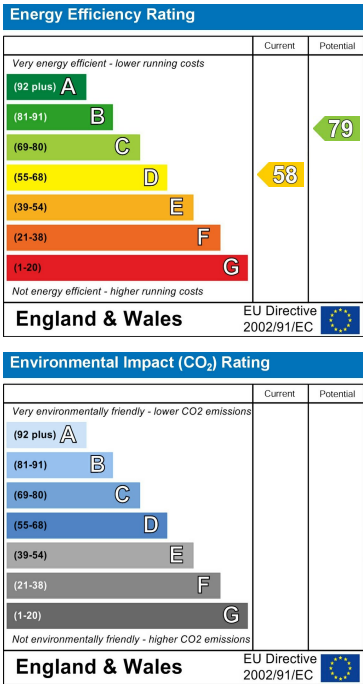 Energy Efficiency Rating
Current Potential
Very energy efficient - lower running costs
(92 plus) A
(81-91) B
79
(69-80) C
(55-68) D
58
(39-54) E
(21-38) F
(1-20) G
Not energy efficient - higher running costs
England & Wales
EU Directive
2002/91/EC
Environmental Impact (CO₂) Rating
Current Potential
Very environmentally friendly - lower CO2 emissions
(92 plus) A
(81-91) B
(69-80) C
(55-68) D
(39-54) E
(21-38) F
(1-20) G
Not environmentally friendly - higher CO2 emissions
England & Wales
EU Directive
2002/91/EC